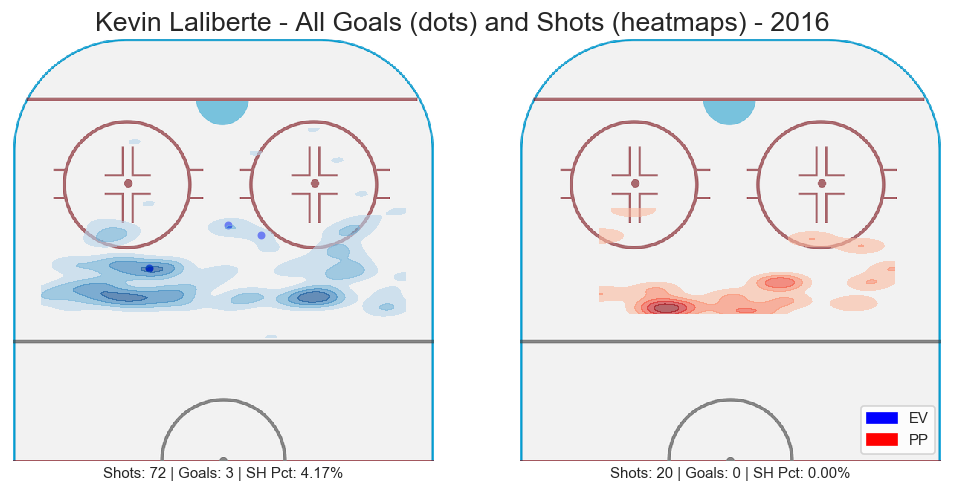 Kevin Laliberte - All Goals (dots) and Shots (heatmaps) - 2016
EV
PP
Shots: 72 | Goals: 3 | SH Pct: 4.17%
Shots: 20 | Goals: 0 | SH Pct: 0.00%